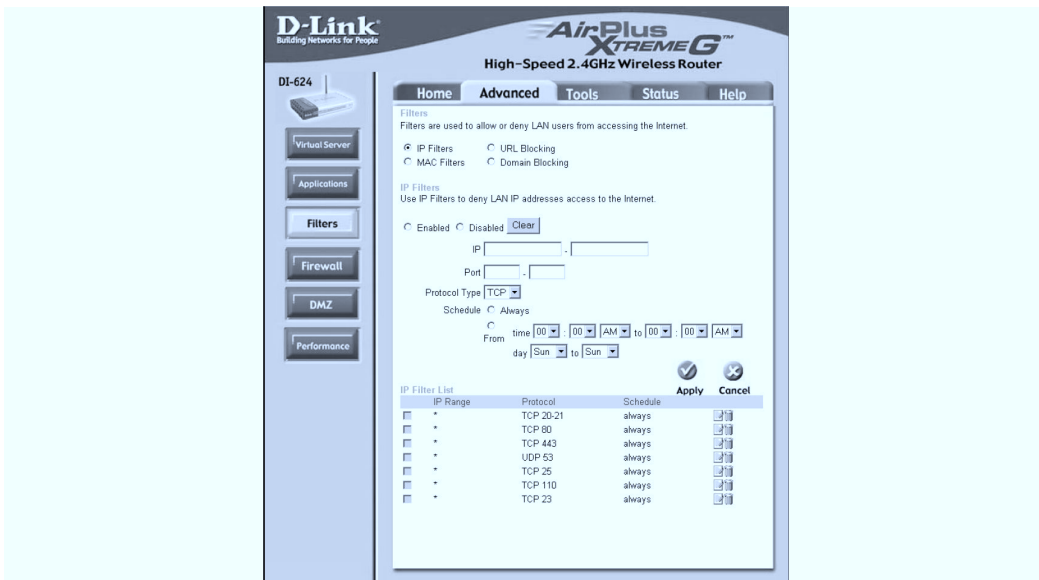 D-Link
Building Networks for People
AirPlus
XTREME G™
High-Speed 2.4GHz Wireless Router
DI-624
Home Advanced Tools Status Help
Virtual Server
Applications
Filters
Firewall
DMZ
Performance
Filters
Filters are used to allow or deny LAN users from accessing the Internet.
IP Filters URL Blocking
MAC Filters Domain Blocking
IP Filters
Use IP Filters to deny LAN IP addresses access to the Internet.
Enabled Disabled Clear
IP -
Port -
Protocol Type TCP
Schedule Always
From time 00 : 00 AM to 00 : 00 AM
day Sun to Sun
Apply Cancel
IP Filter List
IP Range Protocol Schedule
* TCP 20-21 always
* TCP 80 always
* TCP 443 always
* UDP 53 always
* TCP 25 always
* TCP 110 always
* TCP 23 always